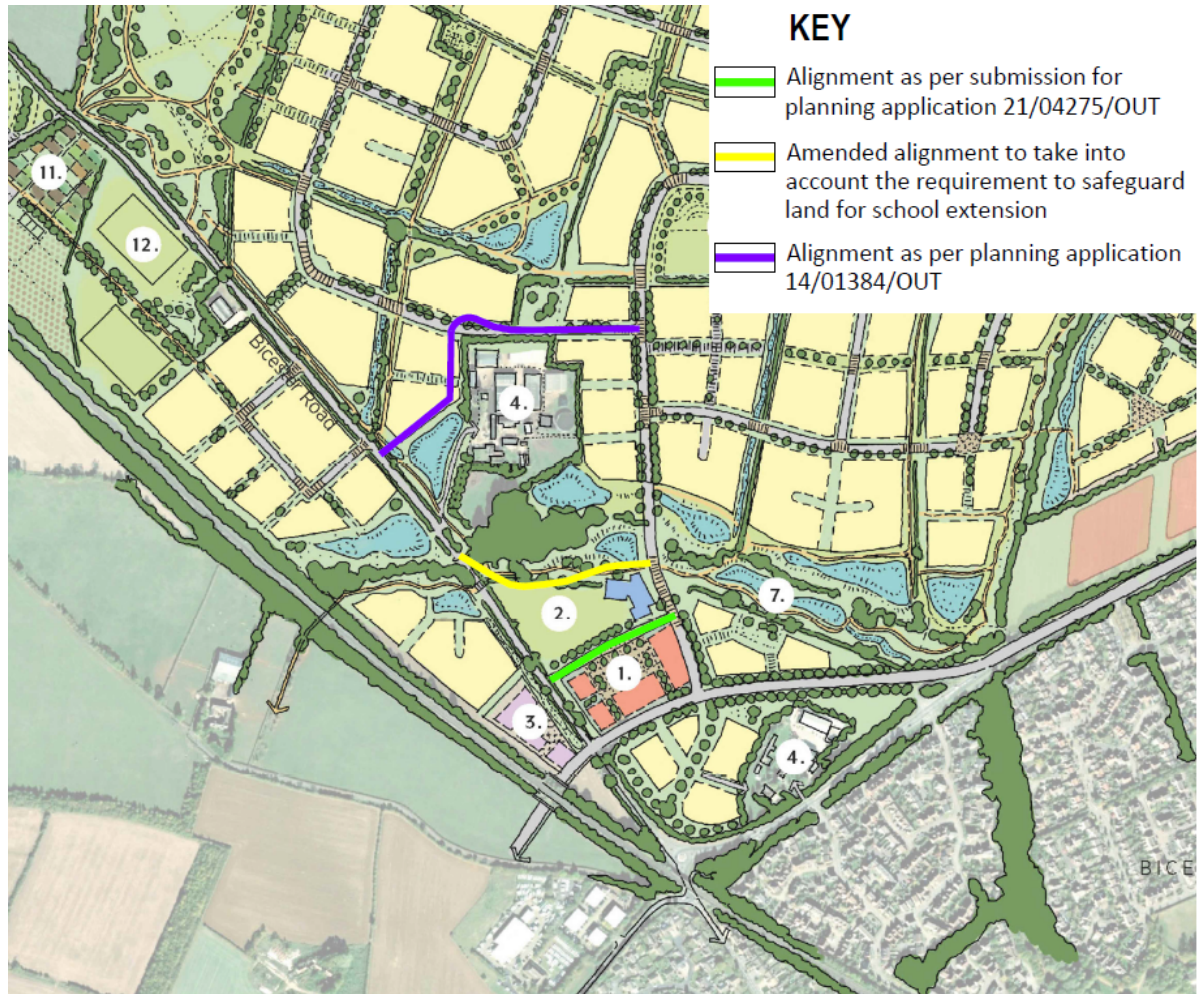 KEY
Alignment as per submission for
planning application 21/04275/OUT
Amended alignment to take into
account the requirement to safeguard
land for school extension
Alignment as per planning application
14/01384/OUT
11.
12.
Bicester Road
4.
2.
7.
1.
3.
4.
BICE